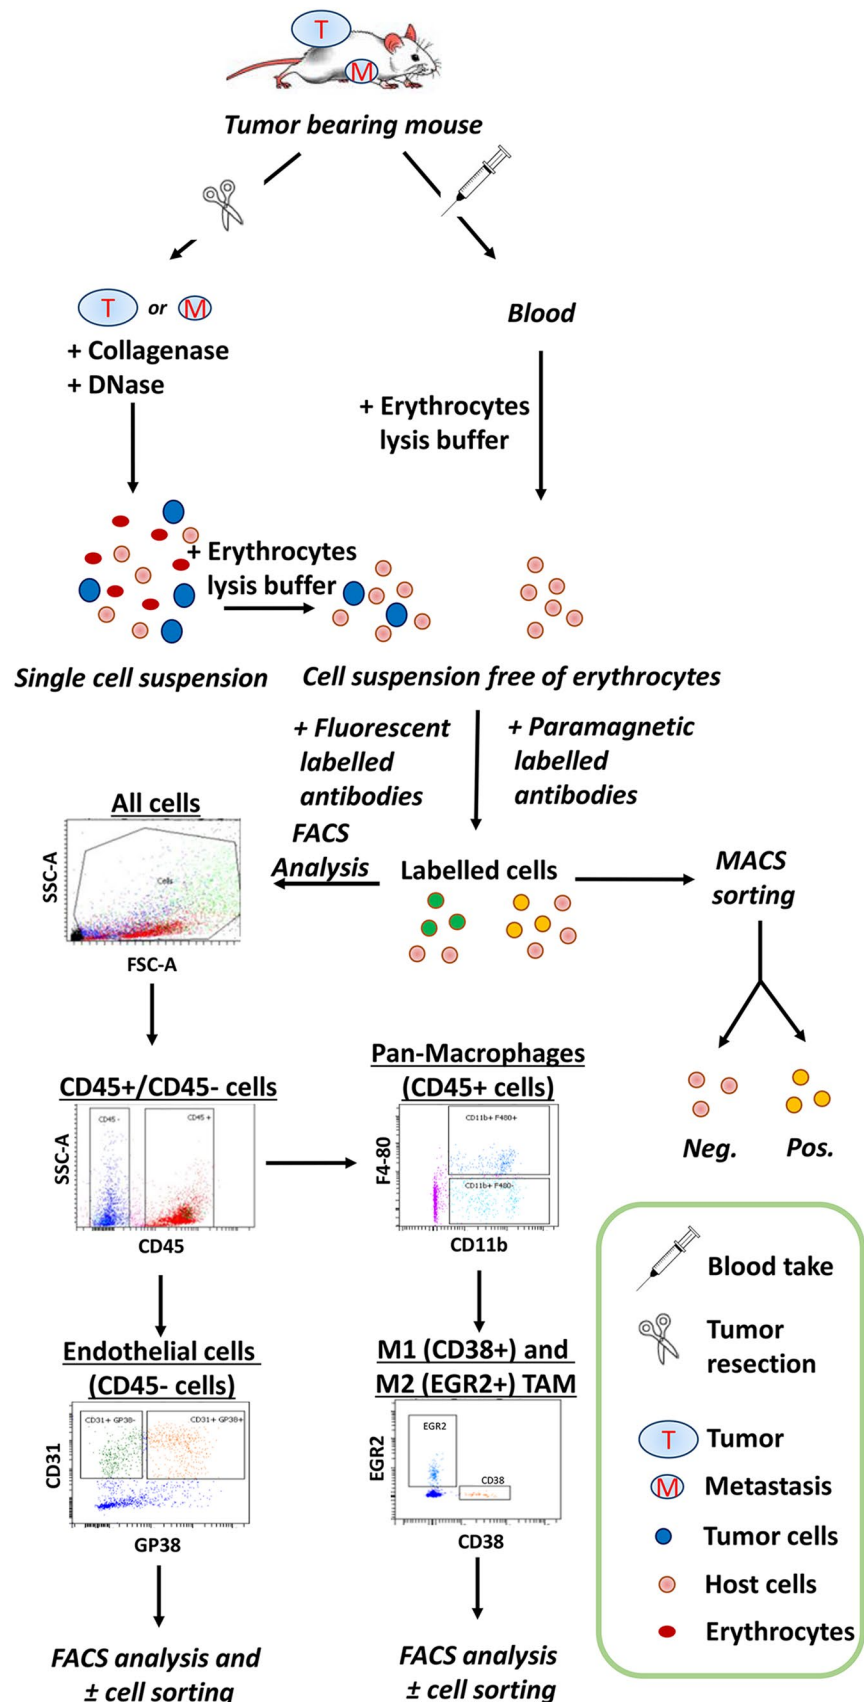 T
M
Tumor bearing mouse
T or M
+ Collagenase
+ DNase
Blood
+ Erythrocytes
lysis buffer
+ Erythrocytes
lysis buffer
Single cell suspension
Cell suspension free of erythrocytes
+ Fluorescent
labelled
antibodies
+ Paramagnetic
labelled
antibodies
All cells
SSC-A
Cells
FSC-A
FACS
Analysis
Labelled cells
MACS
sorting
Neg.
Pos.
CD45+/CD45- cells
SSC-A
CD45 -
CD45 +
CD45
Pan-Macrophages
(CD45+ cells)
F4-80
CD11b+ F480+
CD11b+ F480-
CD11b
Endothelial cells
(CD45- cells)
CD31
CD31+ GP38-
CD31+ GP38+
GP38
M1 (CD38+) and
M2 (EGR2+) TAM
EGR2
EGR2
CD38
CD38
FACS analysis and
± cell sorting
FACS analysis
± cell sorting
Blood take
Tumor
resection
T
Tumor
M
Metastasis
Tumor cells
Host cells
Erythrocytes